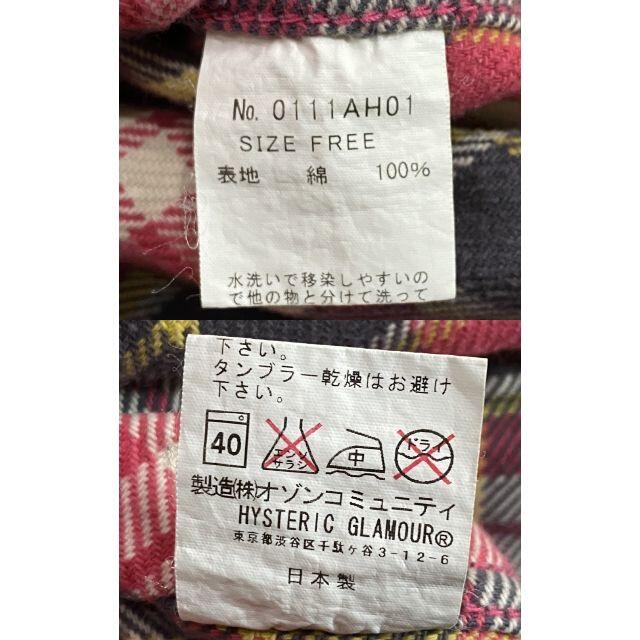 No. 0111AH01
SIZE FREE
表地 綿 100%
水洗いで移染しやすいの
で他の物と分けて洗って
下さい。
タンブラー乾燥はお避け
下さい。
40 エンソ サラシ 中 ドライ
製造(株)オゾンコミュニティ
HYSTERIC GLAMOUR®
東京都渋谷区千駄ヶ谷3-12-6
日本製